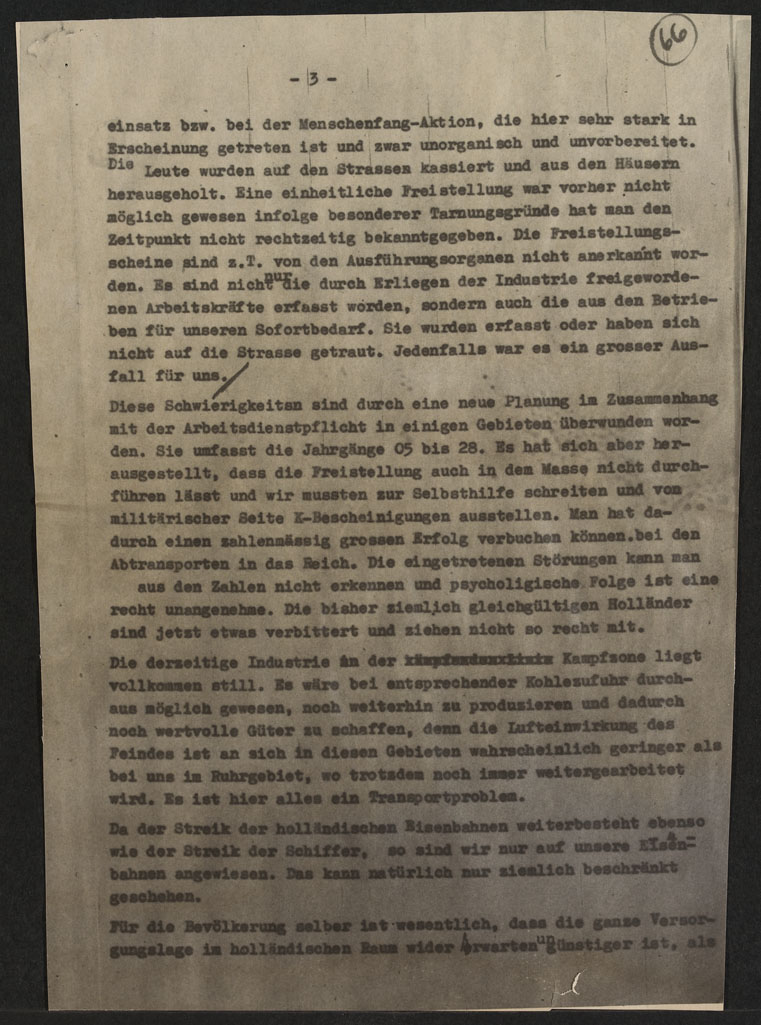 66
- 3 -
einsatz bzw. bei der Menschenfang-Aktion, die hier sehr stark in
Erscheinung getreten ist und zwar unorganisch und unvorbereitet.
Die Leute wurden auf den Strassen kassiert und aus den Häusern
herausgeholt. Eine einheitliche Freistellung war vorher nicht
möglich gewesen infolge besonderer Tarnungsgründe hat man den
Zeitpunkt nicht rechtzeitig bekanntgegeben. Die Freistellungs-
scheine sind z.T. von den Ausführungsorganen nicht anerkannt wor-
den. Es sind nicht nur die durch Erliegen der Industrie freigeworde-
nen Arbeitskräfte erfasst worden, sondern auch die aus den Betrie-
ben für unseren Sofortbedarf. Sie wurden erfasst oder haben sich
nicht auf die Strasse getraut. Jedenfalls war es ein grosser Aus-
fall für uns.
Diese Schwierigkeitsn sind durch eine neue Planung im Zusammenhang
mit der Arbeitsdienstpflicht in einigen Gebieten überwunden wor-
den. Sie umfasst die Jahrgänge 05 bis 28. Es hat sich aber her-
ausgestellt, dass die Freistellung auch in dem Masse nicht durch-
führen lässt und wir mussten zur Selbsthilfe schreiten und von
militärischer Seite K-Bescheinigungen ausstellen. Man hat da-
durch einen zahlenmässig grossen Erfolg verbuchen können.bei den
Abtransporten in das Reich. Die eingetretenen Störungen kann man
aus den Zahlen nicht erkennen und psycholigische Folge ist eine
recht unangenehme. Die bisher ziemlich gleichgültigen Holländer
sind jetzt etwas verbittert und ziehen nicht so recht mit.
Die derzeitige Industrie in der Kampfzone liegt
vollkommen still. Es wäre bei entsprechender Kohlezufuhr durch-
aus möglich gewesen, noch weiterhin zu produzieren und dadurch
noch wertvolle Güter zu schaffen, denn die Lufteinwirkung des
Feindes ist an sich in diesen Gebieten wahrscheinlich geringer als
bei uns im Ruhrgebiet, wo trotzdem noch immer weitergearbeitet
wird. Es ist hier alles ein Transportproblem.
Da der Streik der holländischen Eisenbahnen weiterbesteht ebenso
wie der Streik der Schiffer, so sind wir nur auf unsere Eisen-
bahnen angewiesen. Das kann natürlich nur ziemlich beschränkt
geschehen.
Für die Bevölkerung selber ist wesentlich, dass die ganze Versor-
gungslage im holländischen Raum wider Erwarten ungünstiger ist, als